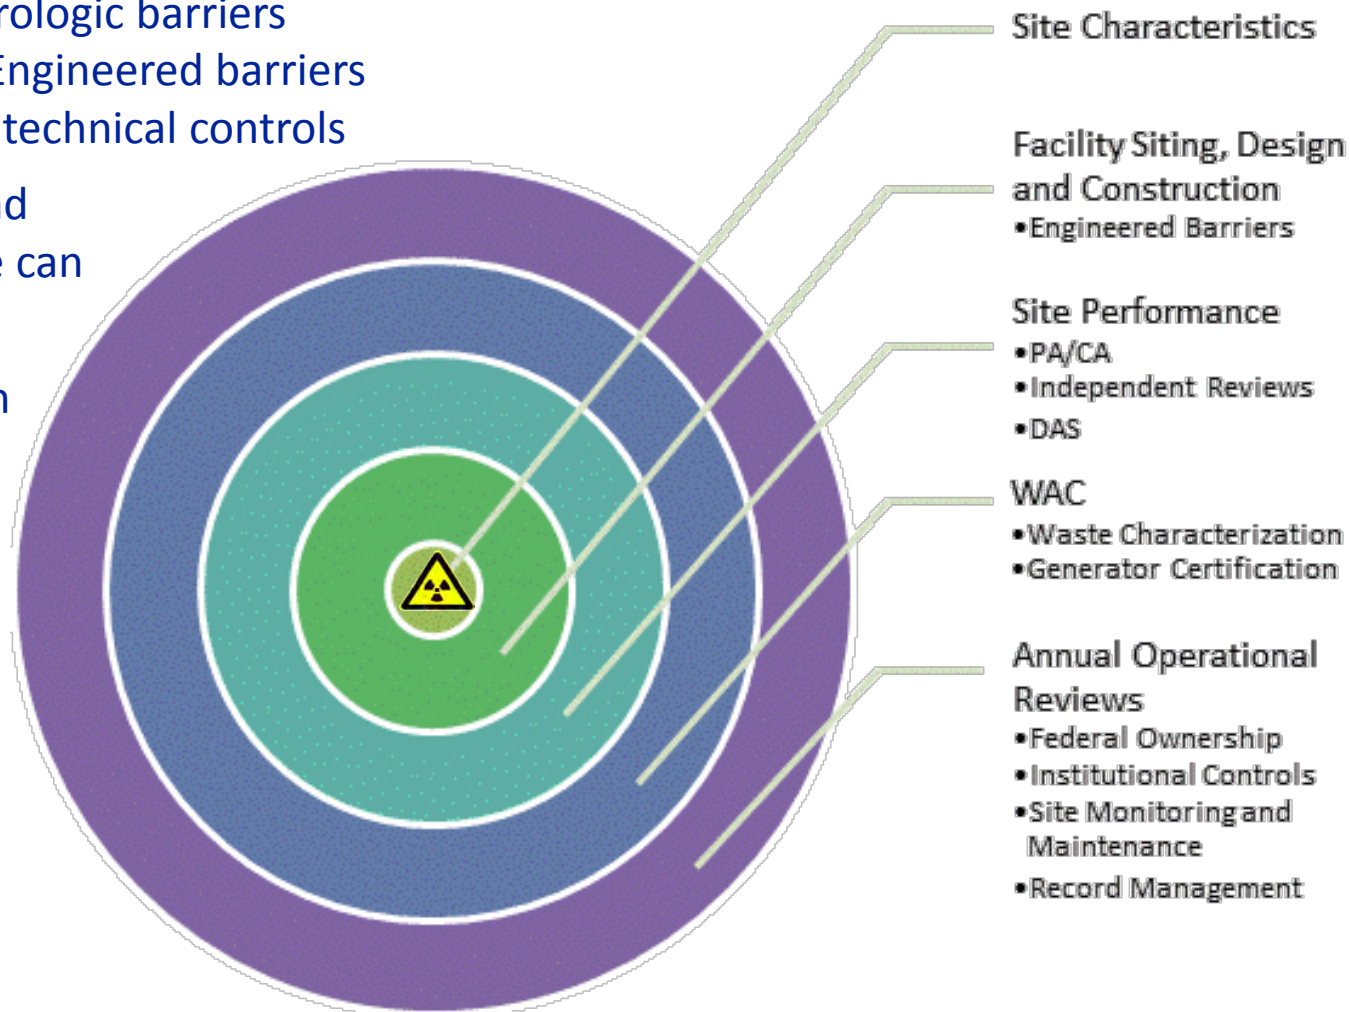 rologic barriers
Engineered barriers
technical controls
nd
e can
n
Site Characteristics
Facility Siting, Design
and Construction
•Engineered Barriers
Site Performance
•PA/CA
•Independent Reviews
•DAS
WAC
•Waste Characterization
•Generator Certification
Annual Operational
Reviews
•Federal Ownership
•Institutional Controls
•Site Monitoring and
Maintenance
•Record Management